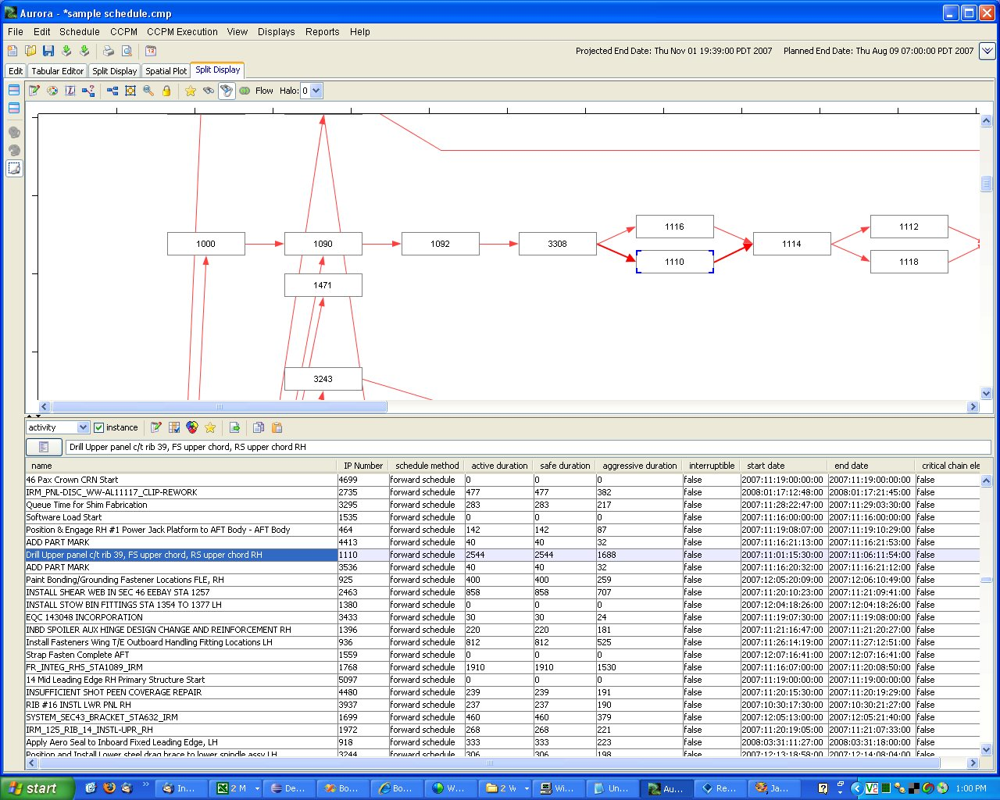 Aurora - *sample schedule.cmp
File Edit Schedule CCPM CCPM Execution View Displays Reports Help
Projected End Date: Thu Nov 01 19:39:00 PDT 2007 Planned End Date: Thu Aug 09 07:00:00 PDT 2007
Edit Tabular Editor Split Display Spatial Plot Split Display
Flow Halo: 0
1116 1112
1000 1090 1092 3308 1114
1110 1118
1471
3243
activity instance
Drill Upper panel c/t rib 39, FS upper chord, RS upper chord RH
name IP Number schedule method active duration safe duration aggressive duration interruptible start date end date critical chain ele
46 Pax Crown CRN Start 4699 forward schedule 0 0 0 false 2007:11:19:00:00:00 2007:11:19:00:00:00 false
IRM_PNL-DISC_WW-AL11117_CLIP-REWORK 2735 forward schedule 477 477 382 false 2008:01:17:12:48:00 2008:01:17:21:45:00 false
Queue Time for Shim Fabrication 3295 forward schedule 283 283 217 false 2007:11:28:22:47:00 2007:11:29:03:30:00 false
Software Load Start 1535 forward schedule 0 0 0 false 2007:11:16:00:00:00 2007:11:16:00:00:00 false
Position & Engage RH #1 Power Jack Platform to AFT Body - AFT Body 464 forward schedule 142 142 87 false 2007:11:19:08:07:00 2007:11:19:10:29:00 false
ADD PART MARK 4413 forward schedule 40 40 32 false 2007:11:16:21:13:00 2007:11:16:21:53:00 false
Drill Upper panel c/t rib 39, FS upper chord, RS upper chord RH 1110 forward schedule 2544 2544 1688 false 2007:11:01:15:30:00 2007:11:06:11:54:00 false
ADD PART MARK 3536 forward schedule 40 40 32 false 2007:11:16:20:32:00 2007:11:16:21:12:00 false
Paint Bonding/Grounding Fastener Locations FLE, RH 925 forward schedule 400 400 259 false 2007:12:05:20:09:00 2007:12:06:10:49:00 false
INSTALL SHEAR WEB IN SEC 46 EEBAY STA 1257 2463 forward schedule 858 858 707 false 2007:11:20:10:23:00 2007:11:21:09:41:00 false
INSTALL STOW BIN FITTINGS STA 1354 TO 1377 LH 1380 forward schedule 0 0 0 false 2007:12:04:18:26:00 2007:12:04:18:26:00 false
EQC 143048 INCORPORATION 3433 forward schedule 30 30 24 false 2007:11:19:07:30:00 2007:11:19:08:00:00 false
INBD SPOILER AUX HINGE DESIGN CHANGE AND REINFORCEMENT RH 1396 forward schedule 220 220 181 false 2007:11:21:16:47:00 2007:11:21:20:27:00 false
Install Fasteners Wing T/E Outboard Handling Fitting Locations LH 936 forward schedule 812 812 525 false 2007:11:26:14:19:00 2007:11:27:12:51:00 false
Strap Fasten Complete AFT 1559 forward schedule 0 0 0 false 2007:12:07:16:41:00 2007:12:07:16:41:00 false
FR_INTEG_RHS_STA1089_IRM 1768 forward schedule 1910 1910 1530 false 2007:11:16:07:00:00 2007:11:20:08:50:00 false
14 Mid Leading Edge RH Primary Structure Start 5097 forward schedule 0 0 0 false 2007:11:19:00:00:00 2007:11:19:00:00:00 false
INSUFFICIENT SHOT PEEN COVERAGE REPAIR 4480 forward schedule 239 239 191 false 2007:11:20:15:30:00 2007:11:20:19:29:00 false
RIB #16 INSTL LWR PNL RH 3937 forward schedule 237 237 190 false 2007:10:30:17:30:00 2007:10:30:21:27:00 false
SYSTEM_SEC43_BRACKET_STA632_IRM 1699 forward schedule 460 460 379 false 2007:12:05:13:00:00 2007:12:05:21:40:00 false
IRM_125_RIB_14_INSTL-UPR_RH 1972 forward schedule 268 268 221 false 2007:11:20:19:05:00 2007:11:21:07:33:00 false
Apply Aero Seal to Inboard Fixed Leading Edge, LH 918 forward schedule 333 333 223 false 2008:03:31:11:27:00 2008:03:31:18:00:00 false
Position and Install Lower steel drag brace to lower spindle assy LH 3244 forward schedule 306 306 198 false 2007:12:13:18:58:00 2007:12:14:08:04:00 false
start In... 2 M De... Bo... Bo... W... 2 W Wi... Un... Au... Re... Ja... 1:00 PM